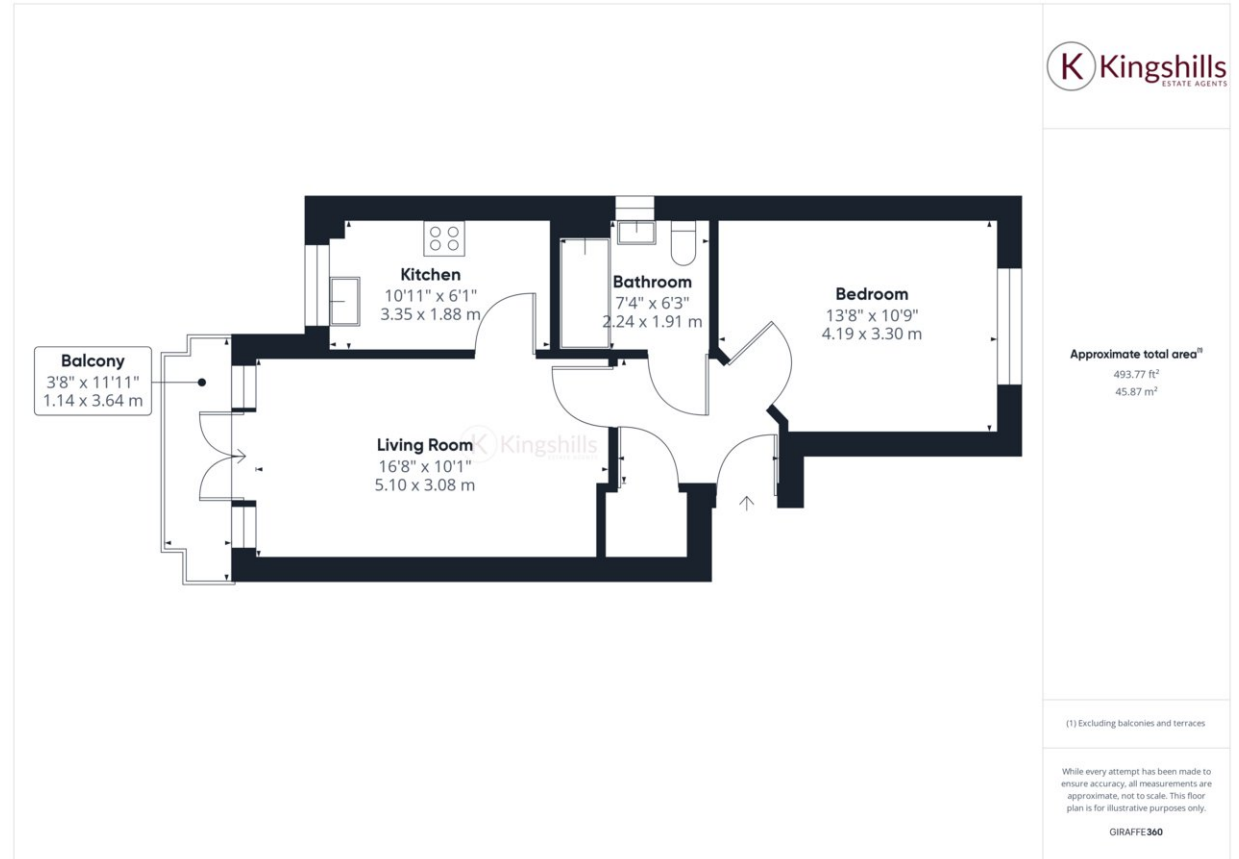 K Kingshills
ESTATE AGENTS
Kitchen
10'11" x 6'1"
3.35 x 1.88 m
Bathroom
7'4" x 6'3"
2.24 x 1.91 m
Bedroom
13'8" x 10'9"
4.19 x 3.30 m
Balcony
3'8" x 11'11"
1.14 x 3.64 m
Living Room
16'8" x 10'1"
5.10 x 3.08 m
K Kingshills
ESTATE AGENTS
Approximate total area(1)
493.77 ft²
45.87 m²
(1) Excluding balconies and terraces
While every attempt has been made to
ensure accuracy, all measurements are
approximate, not to scale. This floor
plan is for illustrative purposes only.
GIRAFFE360